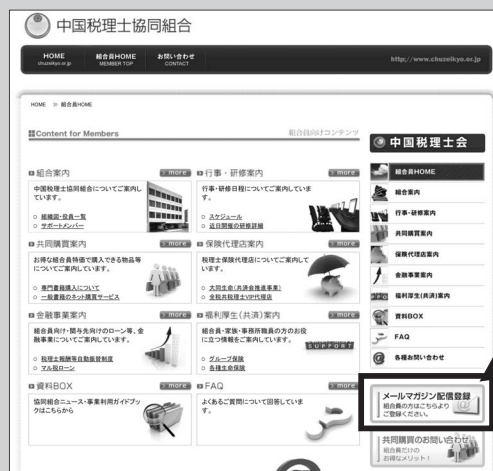 中国税理士協同組合
HOME
chuzeikyo.or.jp
組合員HOME
MEMBER TOP
お問い合わせ
CONTACT
http://www.chuzeikyo.or.jp
HOME ≫ 組合員HOME
Content for Members
組合員向けコンテンツ
組合案内
more
中国税理士協同組合についてご案内し
ています。
組織図・役員一覧
サポートメンバー
行事・研修案内
more
行事・研修日程についてご案内していま
す。
スケジュール
近日開催の研修詳細
共同購買案内
more
お得な組合員特価で購入できる物品等
についてご案内しています。
専門書籍購入について
一般書籍のネット購買サービス
保険代理店案内
more
税理士保険代理店についてご案内して
います。
大同生命(共済会推進事業)
全税共税理士VIP代理店
金融事業案内
more
組合員向け・関与先向けのローン等、金
融事業についてご案内しています。
税理士報酬等自動振替制度
マル税ローン
福利厚生(共済)案内
more
組合員・家族・事務所職員の方のお役
に立つ情報をご案内しています。
グループ保険
各種生命保険
SUPPORT
資料BOX
more
協同組合ニュース・事業利用ガイドブッ
クはこちらから
FAQ
more
よくあるご質問について回答していま
す。
中国税理士会
組合員HOME
組合案内
行事・研修案内
共同購買案内
保険代理店案内
金融事業案内
福利厚生(共済)案内
資料BOX
FAQ
各種お問い合わせ
メールマガジン配信登録
組合員の方はこちらより
ご登録ください。
共同購買のお問い合わせ
組合員だけの
お得なメリット!